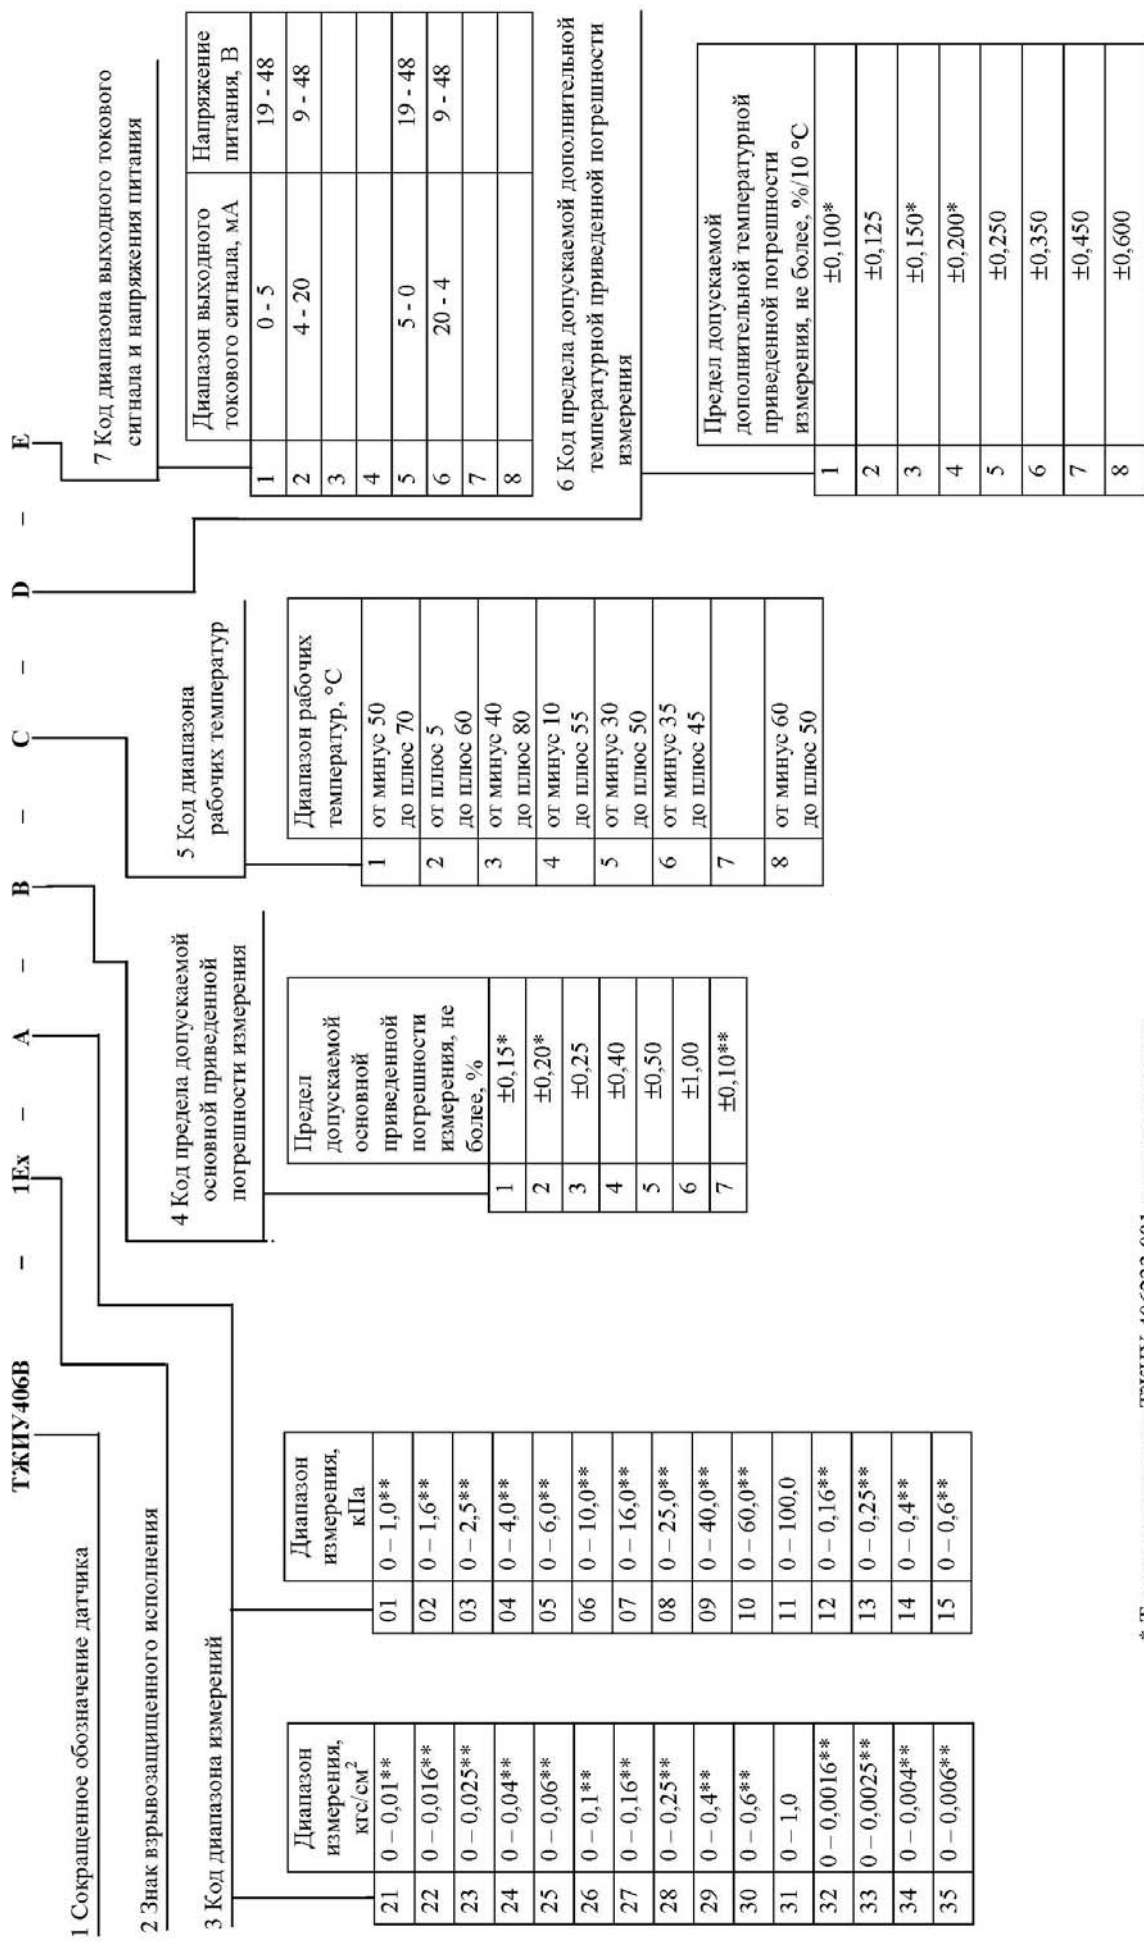 ТЖИУ406В – 1Ex – A – B – C – D – E
1 Сокращенное обозначение датчика
2 Знак взрывозащищенного исполнения
3 Код диапазона измерений
Диапазон
измерения,
кгс/см²
21 0 – 0,01**
22 0 – 0,016**
23 0 – 0,025**
24 0 – 0,04**
25 0 – 0,06**
26 0 – 0,1**
27 0 – 0,16**
28 0 – 0,25**
29 0 – 0,4**
30 0 – 0,6**
31 0 – 1,0
32 0 – 0,0016**
33 0 – 0,0025**
34 0 – 0,004**
35 0 – 0,006**
Диапазон
измерения,
кПа
01 0 – 1,0**
02 0 – 1,6**
03 0 – 2,5**
04 0 – 4,0**
05 0 – 6,0**
06 0 – 10,0**
07 0 – 16,0**
08 0 – 25,0**
09 0 – 40,0**
10 0 – 60,0**
11 0 – 100,0
12 0 – 0,16**
13 0 – 0,25**
14 0 – 0,4**
15 0 – 0,6**
4 Код предела допускаемой
основной приведенной
погрешности измерения
Предел
допускаемой
основной
приведенной
погрешности
измерения, не
более, %
1 ±0,15*
2 ±0,20*
3 ±0,25
4 ±0,40
5 ±0,50
6 ±1,00
7 ±0,10**
5 Код диапазона
рабочих температур
Диапазон рабочих
температур, °С
1 от минус 50
до плюс 70
2 от плюс 5
до плюс 60
3 от минус 40
до плюс 80
4 от минус 10
до плюс 55
5 от минус 30
до плюс 50
6 от минус 35
до плюс 45
7
8 от минус 60
до плюс 50
7 Код диапазона выходного токового
сигнала и напряжения питания
Диапазон выходного
токового сигнала, мА
Напряжение
питания, В
1 0 - 5 19 - 48
2 4 - 20 9 - 48
3
4
5 5 - 0 19 - 48
6 20 - 4 9 - 48
7
8
6 Код предела допускаемой дополнительной
температурной приведенной погрешности
измерения
Предел допускаемой
дополнительной температурной
приведенной погрешности
измерения, не более, %/10 °С
1 ±0,100*
2 ±0,125
3 ±0,150*
4 ±0,200*
5 ±0,250
6 ±0,350
7 ±0,450
8 ±0,600